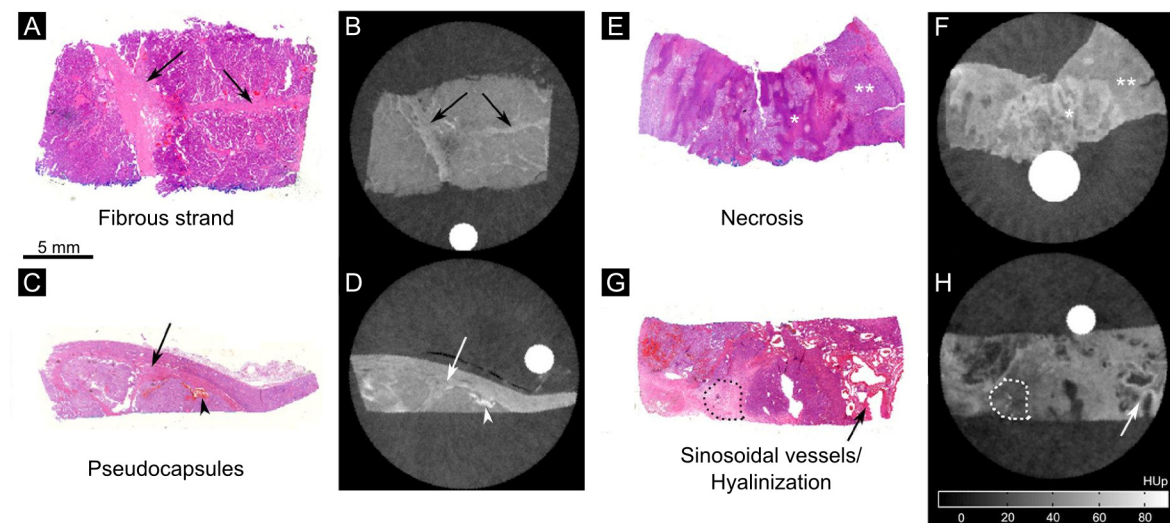 A
B
E
F
**
*
**
*
Fibrous strand
Necrosis
5 mm
C
D
G
H
Pseudocapsules
Sinosoidal vessels/
Hyalinization
HUp
0 20 40 60 80